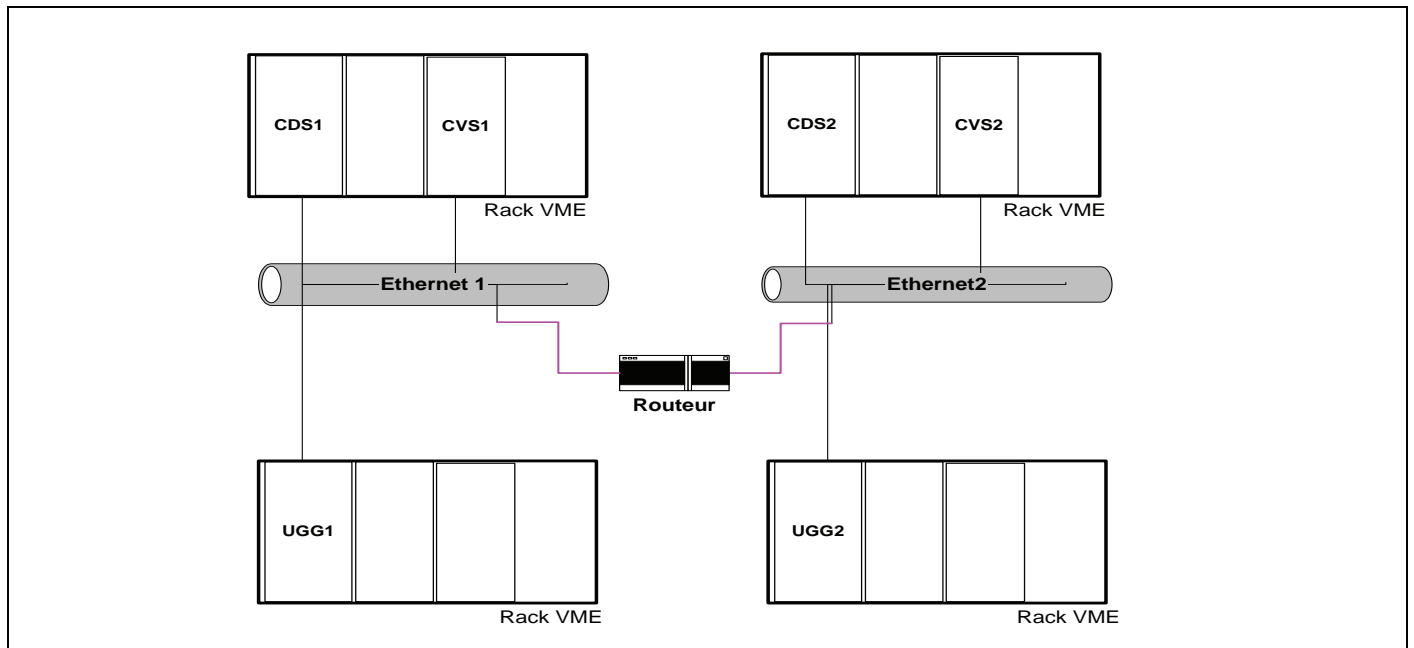 CDS1
CVS1
Rack VME
CDS2
CVS2
Rack VME
Ethernet 1
Ethernet2
Routeur
UGG1
Rack VME
UGG2
Rack VME